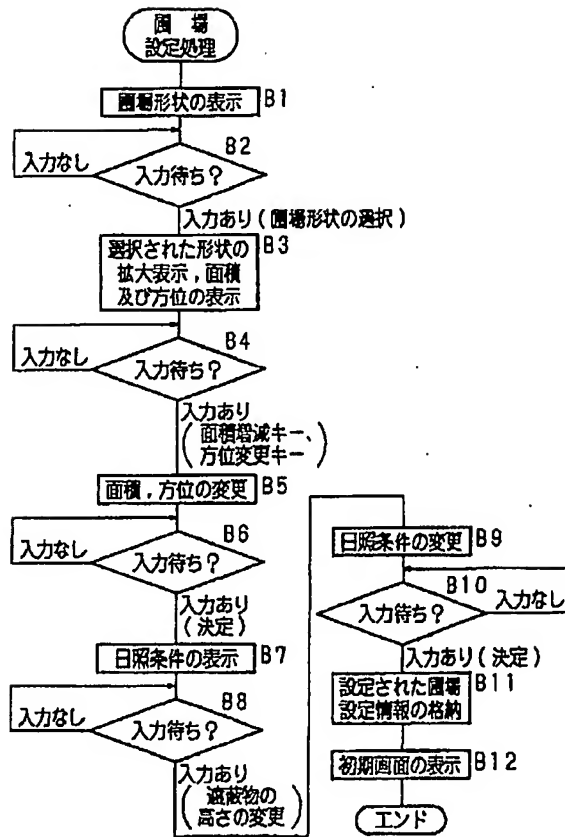 圃場
設定処理
圃場形状の表示 B1
B2
入力なし
入力待ち?
入力あり(圃場形状の選択)
B3
選択された形状の
拡大表示,面積
及び方位の表示
B4
入力なし
入力待ち?
入力あり
(面積増減キー、
方位変更キー)
面積,方位の変更 B5
B6
入力なし
入力待ち?
入力あり
(決定)
日照条件の表示 B7
B8
入力なし
入力待ち?
入力あり
(遮蔽物の
高さの変更)
日照条件の変更 B9
B10
入力待ち?
入力なし
入力あり(決定)
設定された圃場 B11
設定情報の格納
初期画面の表示 B12
エンド